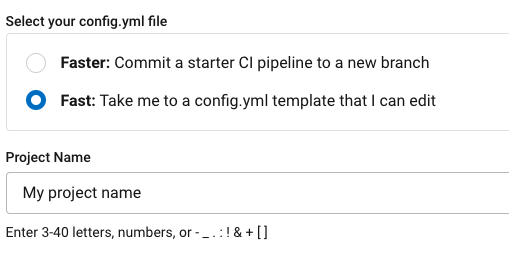 Select your config.yml file
Faster: Commit a starter CI pipeline to a new branch
Fast: Take me to a config.yml template that I can edit
Project Name
My project name
Enter 3-40 letters, numbers, or - _ . : ! & + [ ]